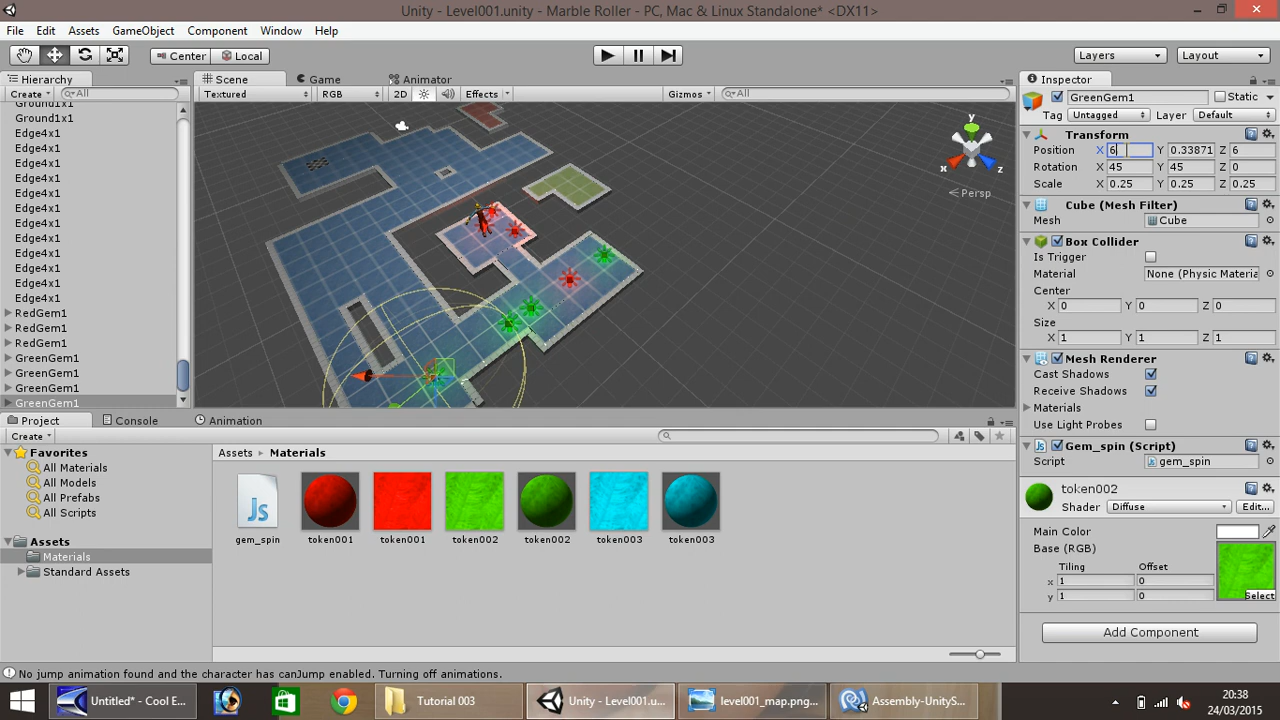 Unity - Level001.unity - Marble Roller - PC, Mac & Linux Standalone* <DX11>
File Edit Assets GameObject Component Window Help
Center Local Layers Layout
Hierarchy Scene Game Animator Inspector
Create All Textured RGB 2D Effects Gizmos All GreenGem1 Static
Tag Untagged Layer Default
Ground1x1
Ground1x1
Edge4x1
Edge4x1
Edge4x1
Edge4x1
Edge4x1
Edge4x1
Edge4x1
Edge4x1
Edge4x1
Edge4x1
Edge4x1
Edge4x1
RedGem1
RedGem1
RedGem1
GreenGem1
GreenGem1
GreenGem1
GreenGem1
y
x z
Persp
Transform
Position X 6 Y 0.33871 Z 6
Rotation X 45 Y 45 Z 0
Scale X 0.25 Y 0.25 Z 0.25
Cube (Mesh Filter)
Mesh Cube
Box Collider
Is Trigger
Material None (Physic Materia
Center
X 0 Y 0 Z 0
Size
X 1 Y 1 Z 1
Mesh Renderer
Cast Shadows
Receive Shadows
Materials
Use Light Probes
Gem_spin (Script)
Script gem_spin
token002
Shader Diffuse Edit...
Main Color
Base (RGB)
Tiling Offset
x 1 0
y 1 0
Select
Add Component
Project Console Animation
Create
Favorites
All Materials
All Models
All Prefabs
All Scripts
Assets
Materials
Standard Assets
Assets Materials
Js
gem_spin token001 token001 token002 token002 token003 token003
No jump animation found and the character has canJump enabled. Turning off animations.
Untitled* - Cool E... Tutorial 003 Unity - Level001.u... level001_map.png... Assembly-UnityS...
20:38
24/03/2015